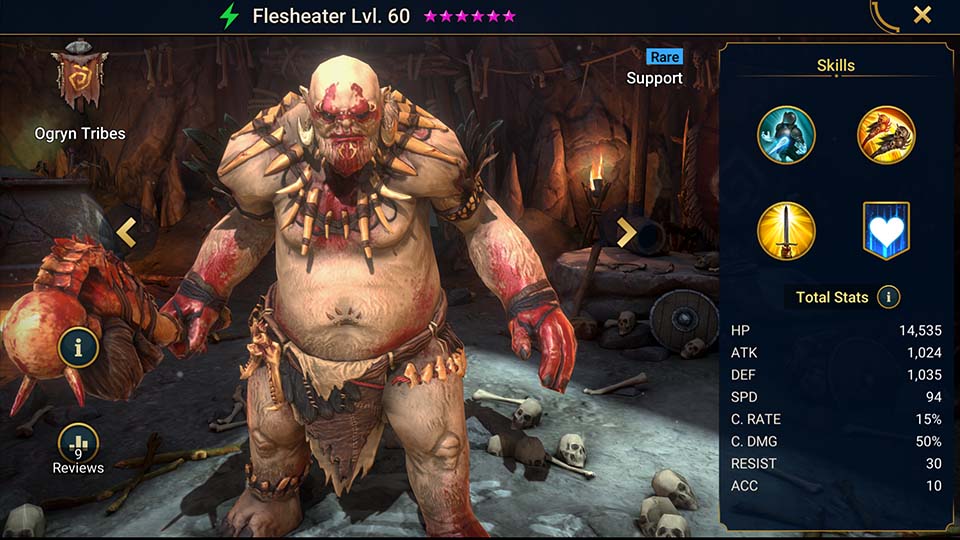 Flesheater Lvl. 60
Rare
Support
Ogryn Tribes
Skills
Total Stats
HP 14,535
ATK 1,024
DEF 1,035
SPD 94
C. RATE 15%
C. DMG 50%
RESIST 30
ACC 10
i
i
9
Reviews